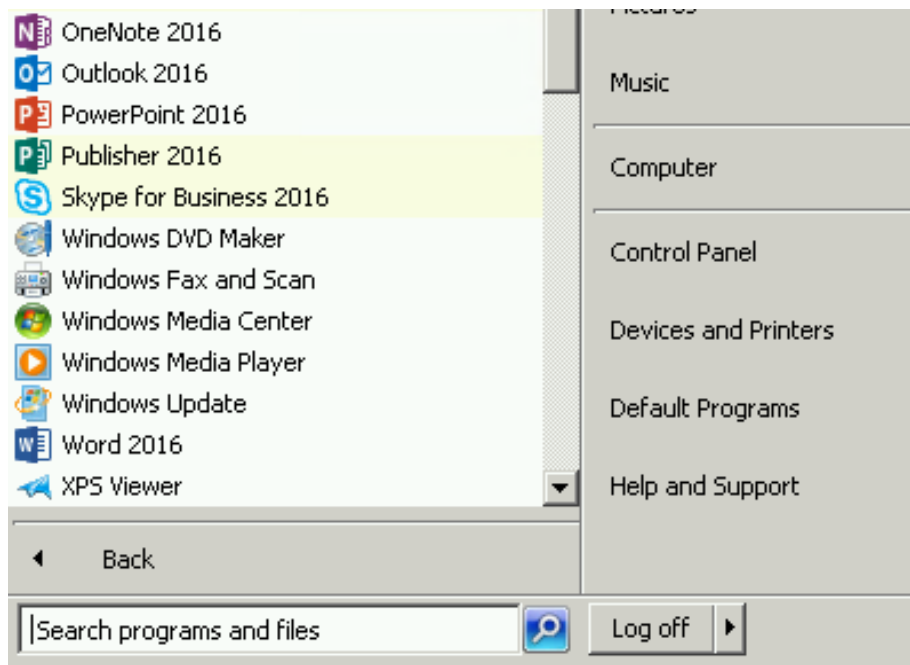 OneNote 2016
Outlook 2016
PowerPoint 2016
Publisher 2016
Skype for Business 2016
Windows DVD Maker
Windows Fax and Scan
Windows Media Center
Windows Media Player
Windows Update
Word 2016
XPS Viewer
Back
Search programs and files
Pictures
Music
Computer
Control Panel
Devices and Printers
Default Programs
Help and Support
Log off